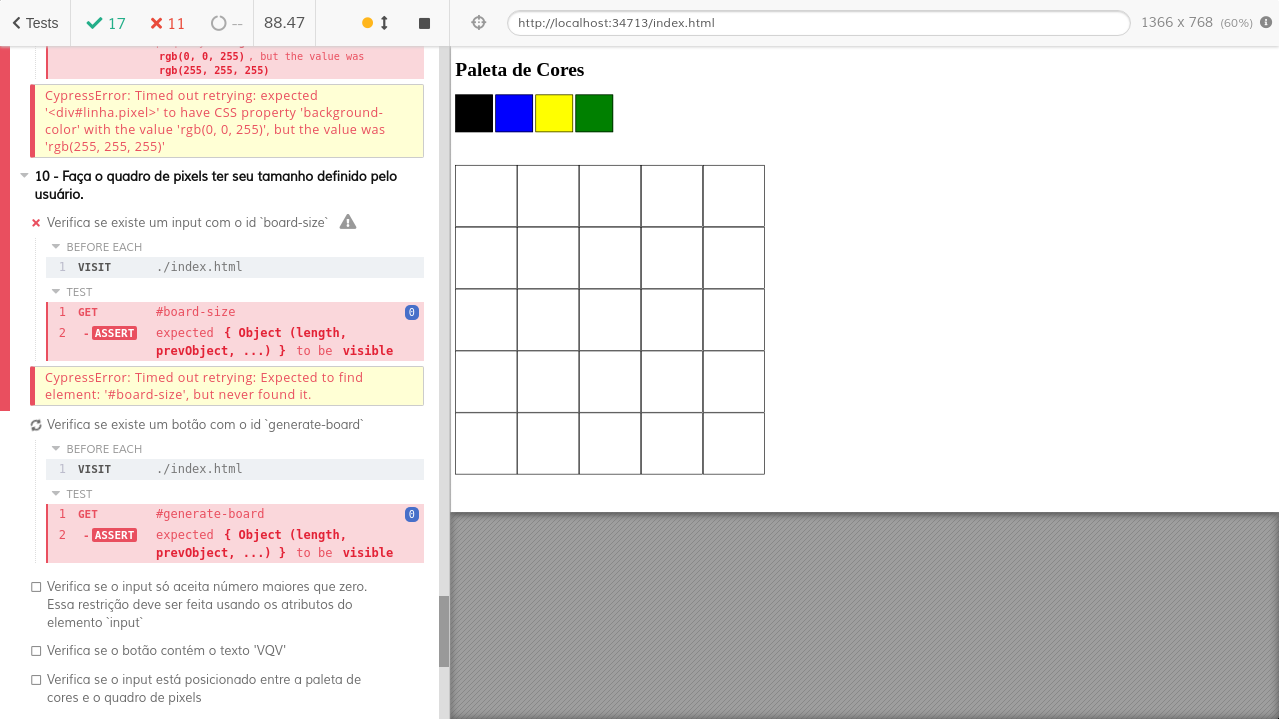 Tests
17
11
--
88.47
http://localhost:34713/index.html
1366 x 768 (60%)
rgb(0, 0, 255) , but the value was
rgb(255, 255, 255)
CypressError: Timed out retrying: expected
'<div#linha.pixel>' to have CSS property 'background-
color' with the value 'rgb(0, 0, 255)', but the value was
'rgb(255, 255, 255)'
10 - Faça o quadro de pixels ter seu tamanho definido pelo
usuário.
Verifica se existe um input com o id `board-size`
BEFORE EACH
1 VISIT ./index.html
TEST
1 GET #board-size 0
2 - ASSERT expected { Object (length,
prevObject, ...) } to be visible
CypressError: Timed out retrying: Expected to find
element: '#board-size', but never found it.
Verifica se existe um botão com o id `generate-board`
BEFORE EACH
1 VISIT ./index.html
TEST
1 GET #generate-board 0
2 - ASSERT expected { Object (length,
prevObject, ...) } to be visible
Verifica se o input só aceita número maiores que zero.
Essa restrição deve ser feita usando os atributos do
elemento `input`
Verifica se o botão contém o texto 'VQV'
Verifica se o input está posicionado entre a paleta de
cores e o quadro de pixels
Paleta de Cores